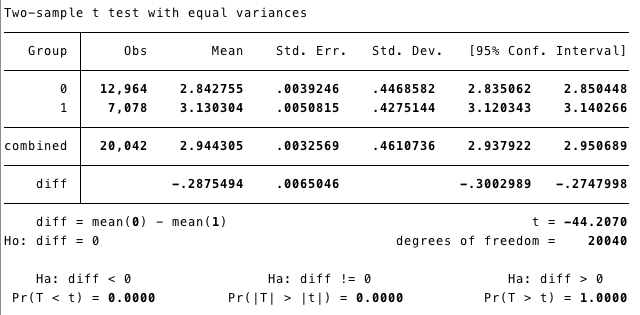 Two-sample t test with equal variances
Group Obs Mean Std. Err. Std. Dev. [95% Conf. Interval]
0 12,964 2.842755 .0039246 .4468582 2.835062 2.850448
1 7,078 3.130304 .0050815 .4275144 3.120343 3.140266
combined 20,042 2.944305 .0032569 .4610736 2.937922 2.950689
diff -.2875494 .0065046 -.3002989 -.2747998
diff = mean(0) - mean(1) t = -44.2070
Ho: diff = 0 degrees of freedom = 20040
Ha: diff < 0 Ha: diff != 0 Ha: diff > 0
Pr(T < t) = 0.0000 Pr(|T| > |t|) = 0.0000 Pr(T > t) = 1.0000